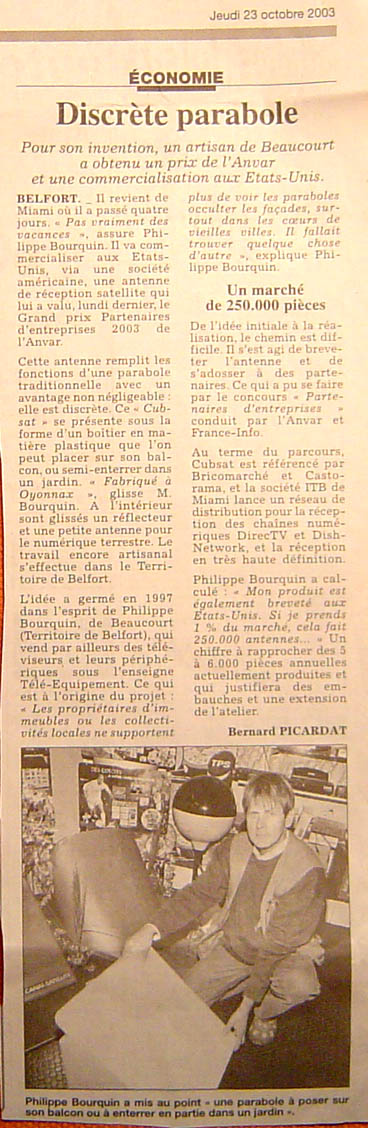 Jeudi 23 octobre 2003
ÉCONOMIE
Discrète parabole
Pour son invention, un artisan de Beaucourt
a obtenu un prix de l'Anvar
et une commercialisation aux Etats-Unis.
BELFORT. _ Il revient de
Miami où il a passé quatre
jours. « Pas vraiment des
vacances », assure Phi-
lippe Bourquin. Il va com-
mercialiser aux Etats-
Unis, via une société
américaine, une antenne
de réception satellite qui
lui a valu, lundi dernier, le
Grand prix Partenaires
d'entreprises 2003 de
l'Anvar.
Cette antenne remplit les
fonctions d'une parabole
traditionnelle avec un
avantage non négligeable :
elle est discrète. Ce « Cub-
sat » se présente sous la
forme d'un boitier en ma-
tière plastique que l'on
peut placer sur son bal-
con, ou semi-enterrer dans
un jardin. « Fabriqué à
Oyonnax », glisse M.
Bourquin. A l'intérieur
sont glissés un réflecteur
et une petite antenne pour
le numérique terrestre. Le
travail encore artisanal
s'effectue dans le Terri-
toire de Belfort.
L'idée a germé en 1997
dans l'esprit de Philippe
Bourquin, de Beaucourt
(Territoire de Belfort), qui
vend par ailleurs des télé-
viseurs et leurs périphé-
riques sous l'enseigne
Télé-Equipement. Ce qui
est à l'origine du projet :
« Les propriétaires d'im-
meubles ou les collecti-
vités locales ne supportent
plus de voir les paraboles
occulter les façades, sur-
tout dans les cœurs de
vieilles villes. Il fallait
trouver quelque chose
d'autre », explique Phi-
lippe Bourquin.
Un marché
de 250.000 pièces
De l'idée initiale à la réa-
lisation, le chemin est dif-
ficile. Il s'est agi de breve-
ter l'antenne et de
s'adosser à des parte-
naires. Ce qui a pu se faire
par le concours « Parte-
naires d'entreprises »
conduit par l'Anvar et
France-Info.
Au terme du parcours,
Cubsat est référencé par
Bricomarché et Casto-
rama, et la société ITB de
Miami lance un réseau de
distribution pour la récep-
tion des chaînes numé-
riques DirecTV et Dish-
Network, et la réception
en très haute définition.
Philippe Bourquin a cal-
culé : « Mon produit est
également breveté aux
Etats-Unis. Si je prends
1 % du marché, cela fait
250.000 antennes... » Un
chiffre à rapprocher des 5
à 6.000 pièces annuelles
actuellement produites et
qui justifiera des em-
bauches et une extension
de l'atelier.
Bernard PICARDAT
TPS
CANALSATELLITE
Philippe Bourquin a mis au point « une parabole à poser sur
son balcon ou à enterrer en partie dans un jardin ».